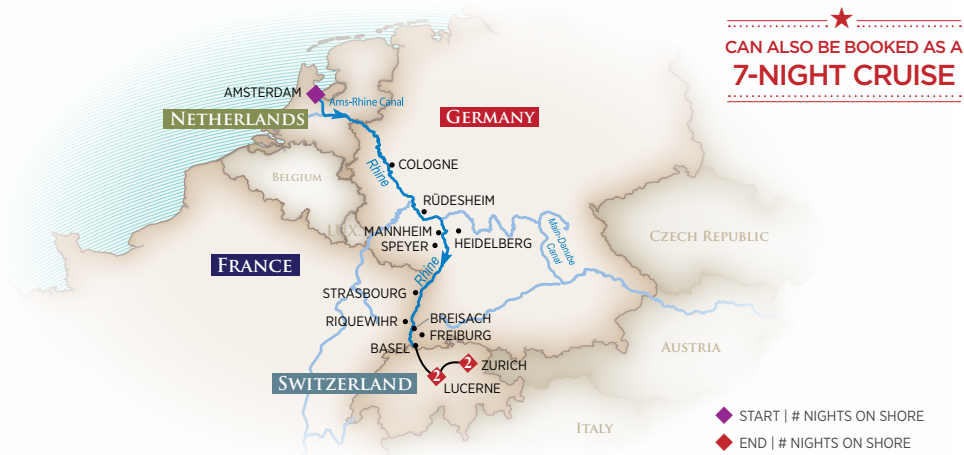 CAN ALSO BE BOOKED AS A
7-NIGHT CRUISE
AMSTERDAM
Ams-Rhine Canal
NETHERLANDS
GERMANY
COLOGNE
Rhine
BELGIUM
RÜDESHEIM
LUX.
MANNHEIM
HEIDELBERG
SPEYER
Main-Danube
Canal
CZECH REPUBLIC
FRANCE
Rhine
STRASBOURG
RIQUEWIHR
BREISACH
FREIBURG
BASEL
AUSTRIA
2
ZURICH
2
LUCERNE
SWITZERLAND
ITALY
START | # NIGHTS ON SHORE
END | # NIGHTS ON SHORE